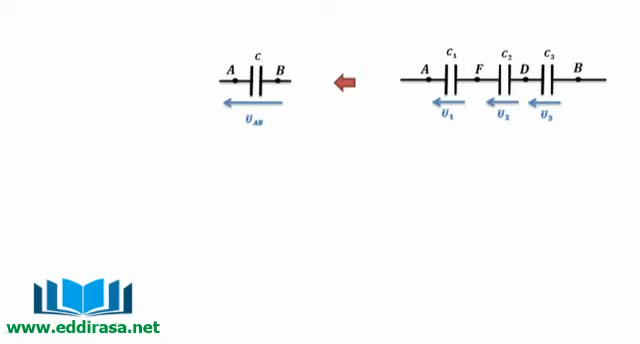 C
A B
U_AB
C₁ C₂ C₃
A F D B
U₁ U₂ U₃
www.eddirasa.net